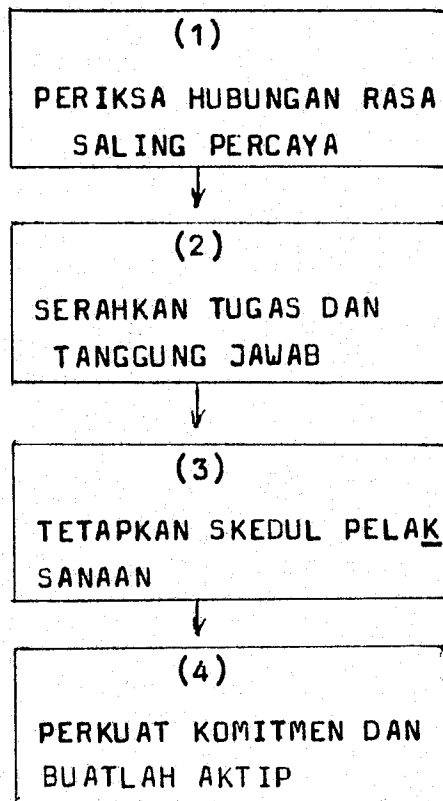 (1)
PERIKSA HUBUNGAN RASA
SALING PERCAYA
(2)
SERAHKAN TUGAS DAN
TANGGUNG JAWAB
(3)
TETAPKAN SKEDUL PELAK
SANAAN
(4)
PERKUAT KOMITMEN DAN
BUATLAH AKTIP